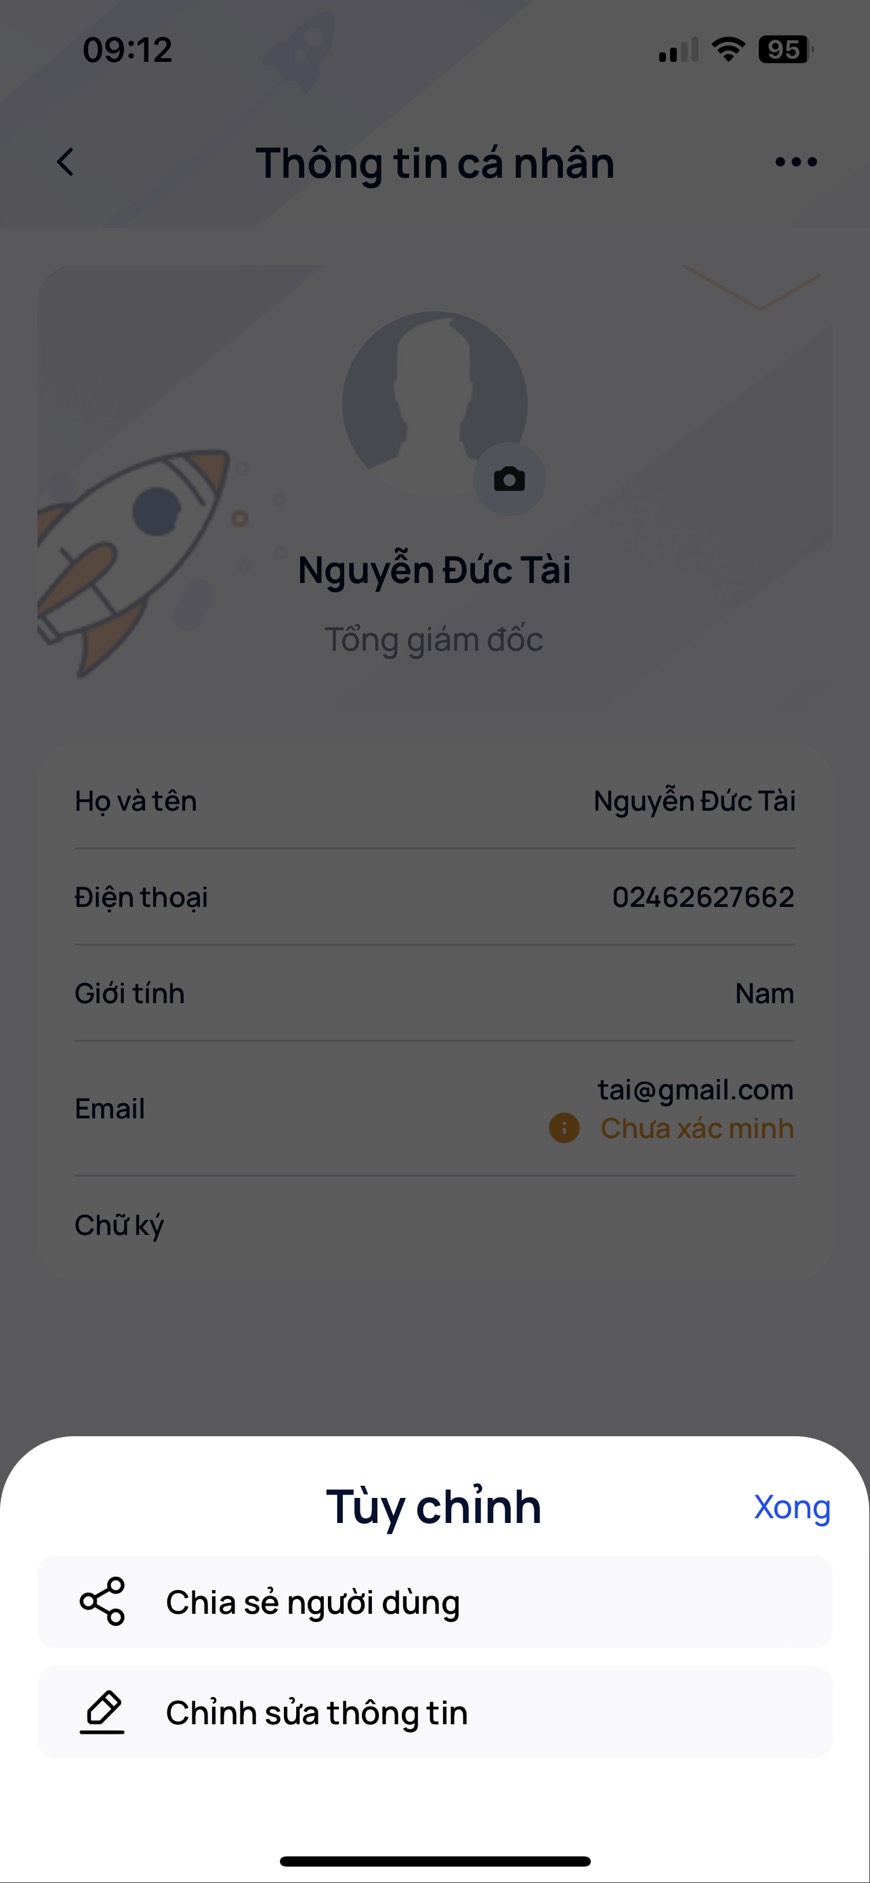 09:12
95
Thông tin cá nhân
Nguyễn Đức Tài
Tổng giám đốc
Họ và tên Nguyễn Đức Tài
Điện thoại 02462627662
Giới tính Nam
Email tai@gmail.com
Chưa xác minh
Chữ ký
Tùy chỉnh Xong
Chia sẻ người dùng
Chỉnh sửa thông tin